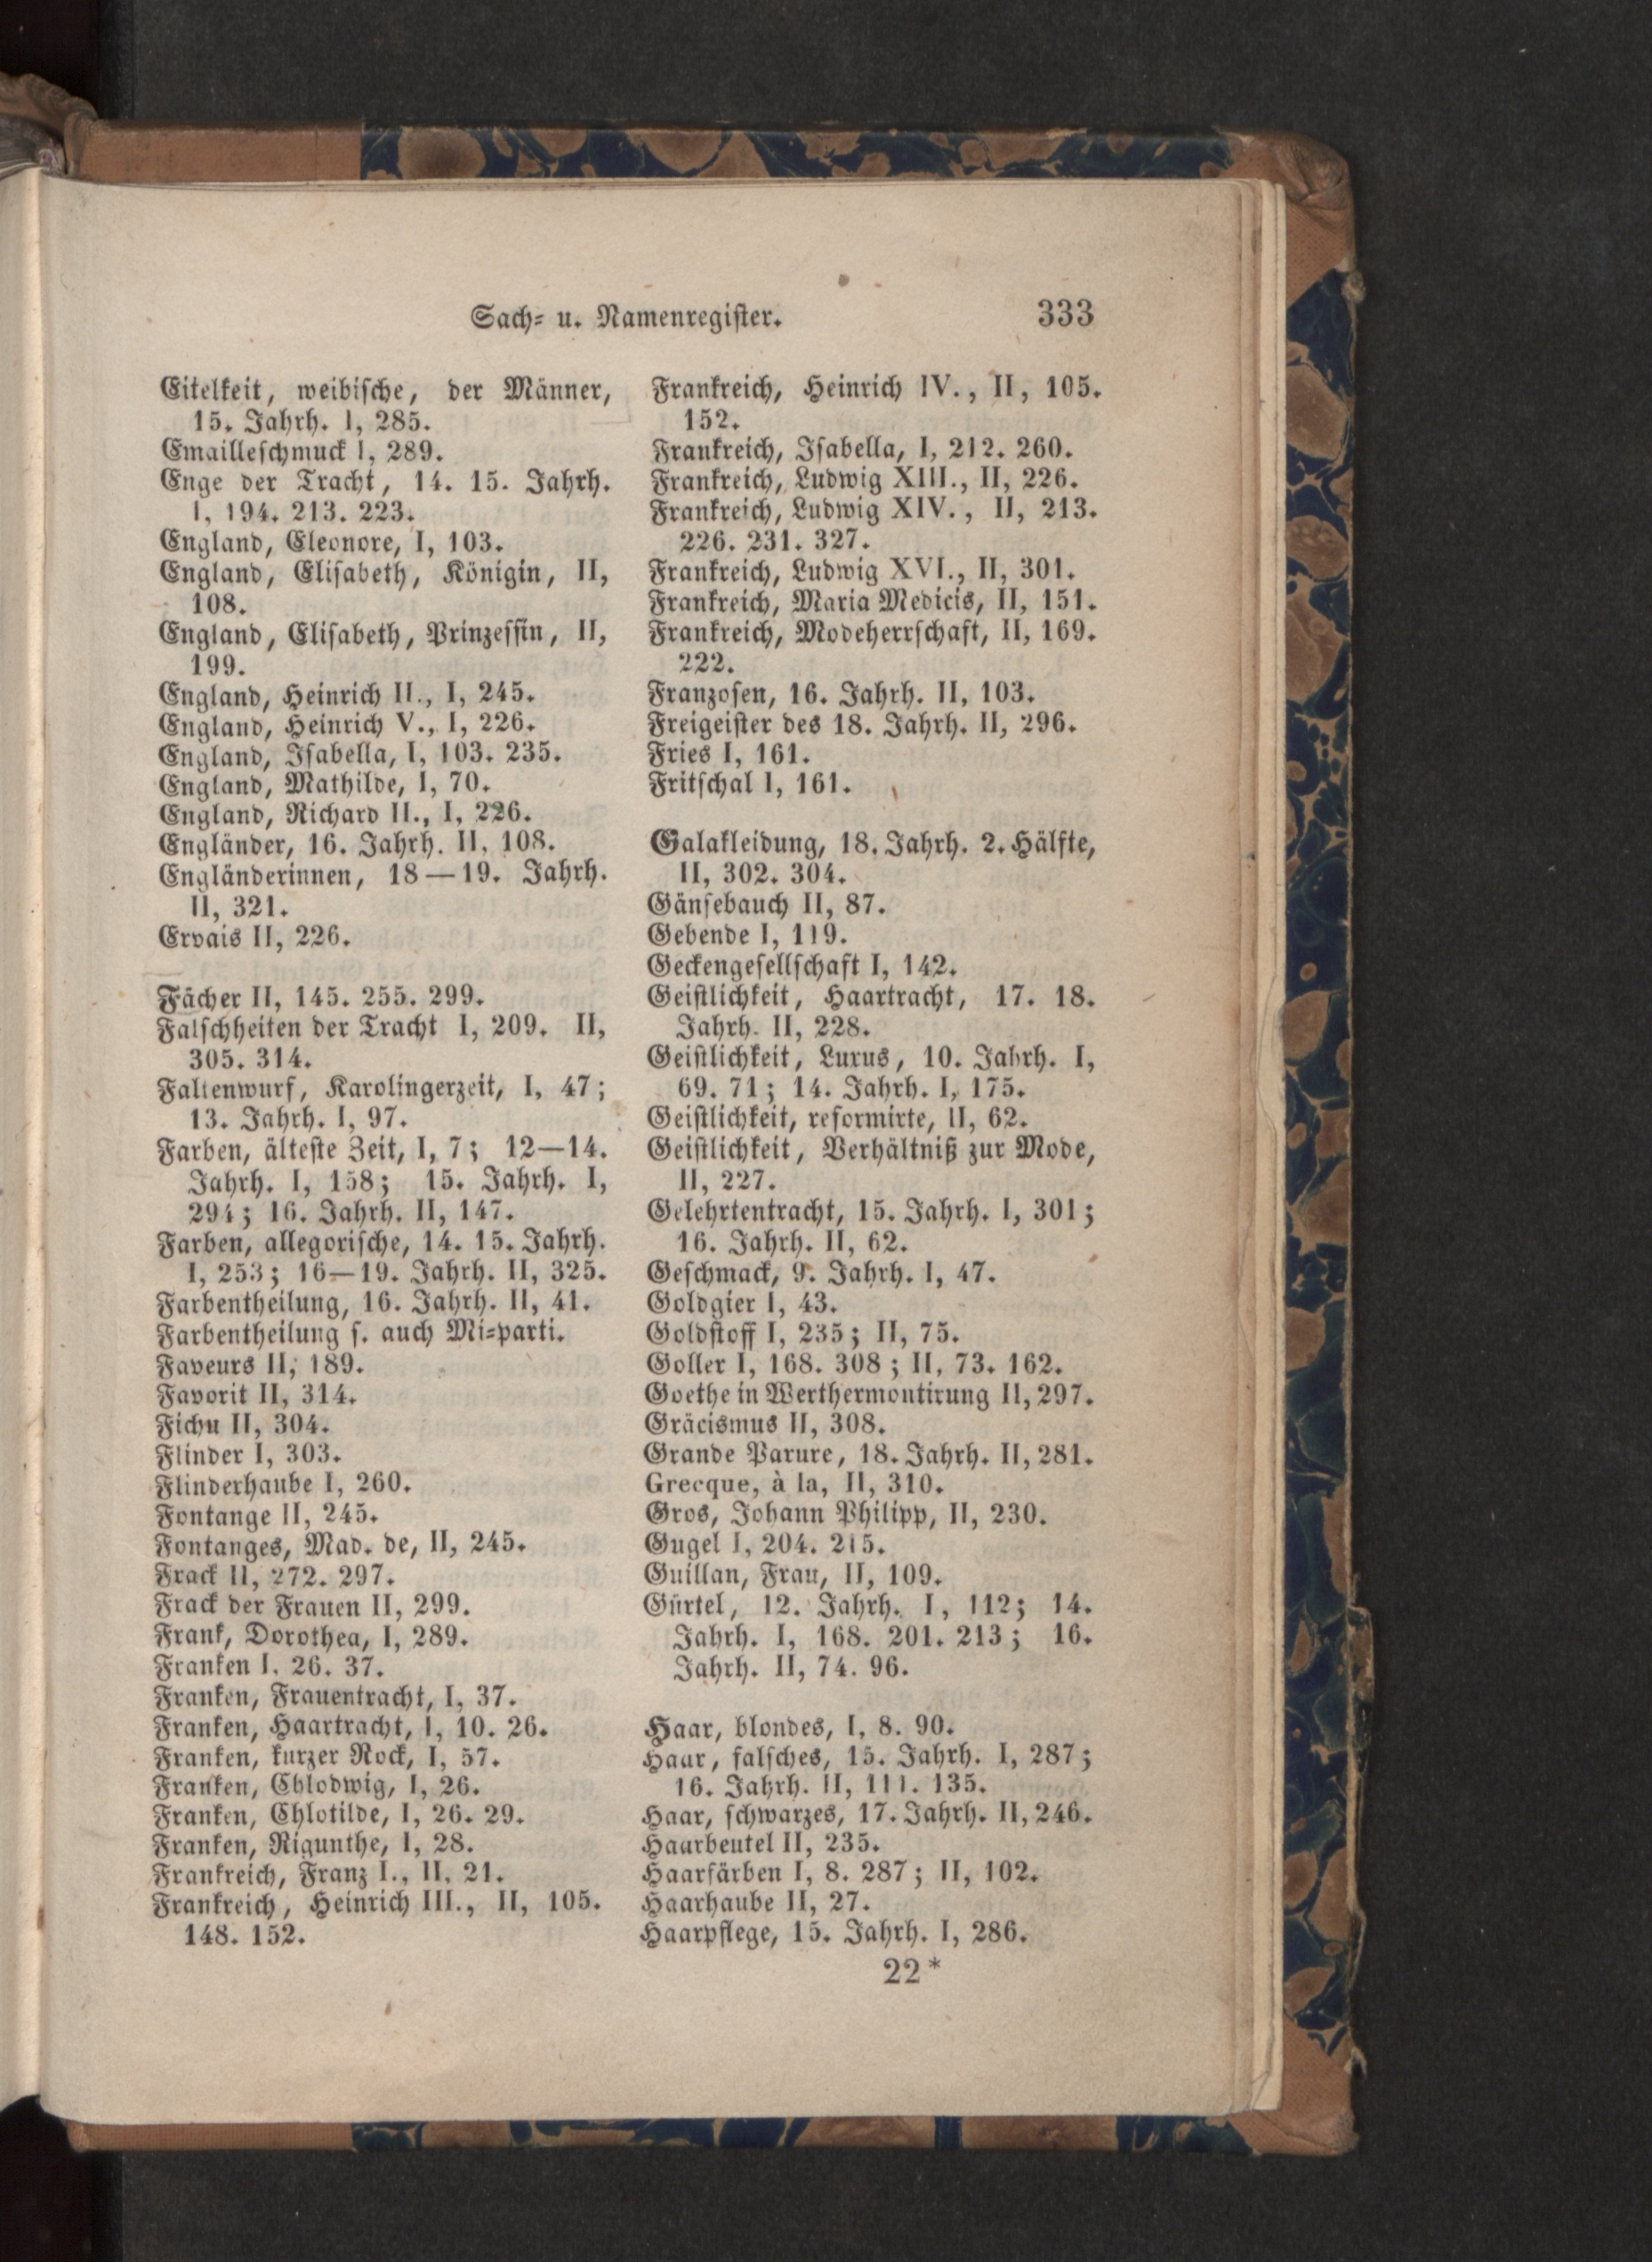 Sach- u. Namenregister. 333
Eitelkeit, weibische, der Männer,
15. Jahrh. I, 285.
Emailleschmuck I, 289.
Enge der Tracht, 14. 15. Jahrh.
I, 194. 213. 223.
England, Eleonore, I, 103.
England, Elisabeth, Königin, II,
108.
England, Elisabeth, Prinzessin, II,
199.
England, Heinrich II., I, 245.
England, Heinrich V., I, 226.
England, Isabella, I, 103. 235.
England, Mathilde, I, 70.
England, Richard II., I, 226.
Engländer, 16. Jahrh. II, 108.
Engländerinnen, 18—19. Jahrh.
II, 321.
Ervais II, 226.
Fächer II, 145. 255. 299.
Falschheiten der Tracht I, 209. II,
305. 314.
Faltenwurf, Karolingerzeit, I, 47;
13. Jahrh. I, 97.
Farben, älteste Zeit, I, 7; 12—14.
Jahrh. I, 158; 15. Jahrh. I,
294; 16. Jahrh. II, 147.
Farben, allegorische, 14. 15. Jahrh.
I, 253; 16—19. Jahrh. II, 325.
Farbentheilung, 16. Jahrh. II, 41.
Farbentheilung s. auch Mi-parti.
Faveurs II, 189.
Favorit II, 314.
Fichu II, 304.
Flinder I, 303.
Flinderhaube I, 260.
Fontange II, 245.
Fontanges, Mad. de, II, 245.
Frack II, 272. 297.
Frack der Frauen II, 299.
Frank, Dorothea, I, 289.
Franken I, 26. 37.
Franken, Frauentracht, I, 37.
Franken, Haartracht, I, 10. 26.
Franken, kurzer Rock, I, 57.
Franken, Chlodwig, I, 26.
Franken, Chlotilde, I, 26. 29.
Franken, Rigunthe, I, 28.
Frankreich, Franz I., II, 21.
Frankreich, Heinrich III., II, 105.
148. 152.
Frankreich, Heinrich IV., II, 105.
152.
Frankreich, Isabella, I, 212. 260.
Frankreich, Ludwig XIII., II, 226.
Frankreich, Ludwig XIV., II, 213.
226. 231. 327.
Frankreich, Ludwig XVI., II, 301.
Frankreich, Maria Medicis, II, 151.
Frankreich, Modeherrschaft, II, 169.
222.
Franzosen, 16. Jahrh. II, 103.
Freigeister des 18. Jahrh. II, 296.
Fries I, 161.
Fritschal I, 161.
Galakleidung, 18. Jahrh. 2. Hälfte,
II, 302. 304.
Gänsebauch II, 87.
Gebende I, 119.
Geckengesellschaft I, 142.
Geistlichkeit, Haartracht, 17. 18.
Jahrh. II, 228.
Geistlichkeit, Luxus, 10. Jahrh. I,
69. 71; 14. Jahrh. I, 175.
Geistlichkeit, reformirte, II, 62.
Geistlichkeit, Verhältniß zur Mode,
II, 227.
Gelehrtentracht, 15. Jahrh. I, 301;
16. Jahrh. II, 62.
Geschmack, 9. Jahrh. I, 47.
Goldgier I, 43.
Goldstoff I, 235; II, 75.
Goller I, 168. 308; II, 73. 162.
Goethe in Werthermontirung II, 297.
Gräcismus II, 308.
Grande Parure, 18. Jahrh. II, 281.
Grecque, à la, II, 310.
Gros, Johann Philipp, II, 230.
Gugel I, 204. 215.
Guillan, Frau, II, 109.
Gürtel, 12. Jahrh. I, 112; 14.
Jahrh. I, 168. 201. 213; 16.
Jahrh. II, 74. 96.
Haar, blondes, I, 8. 90.
Haar, falsches, 15. Jahrh. I, 287;
16. Jahrh. II, 111. 135.
Haar, schwarzes, 17. Jahrh. II, 246.
Haarbeutel II, 235.
Haarfärben I, 8. 287; II, 102.
Haarhaube II, 27.
Haarpflege, 15. Jahrh. I, 286.
22*